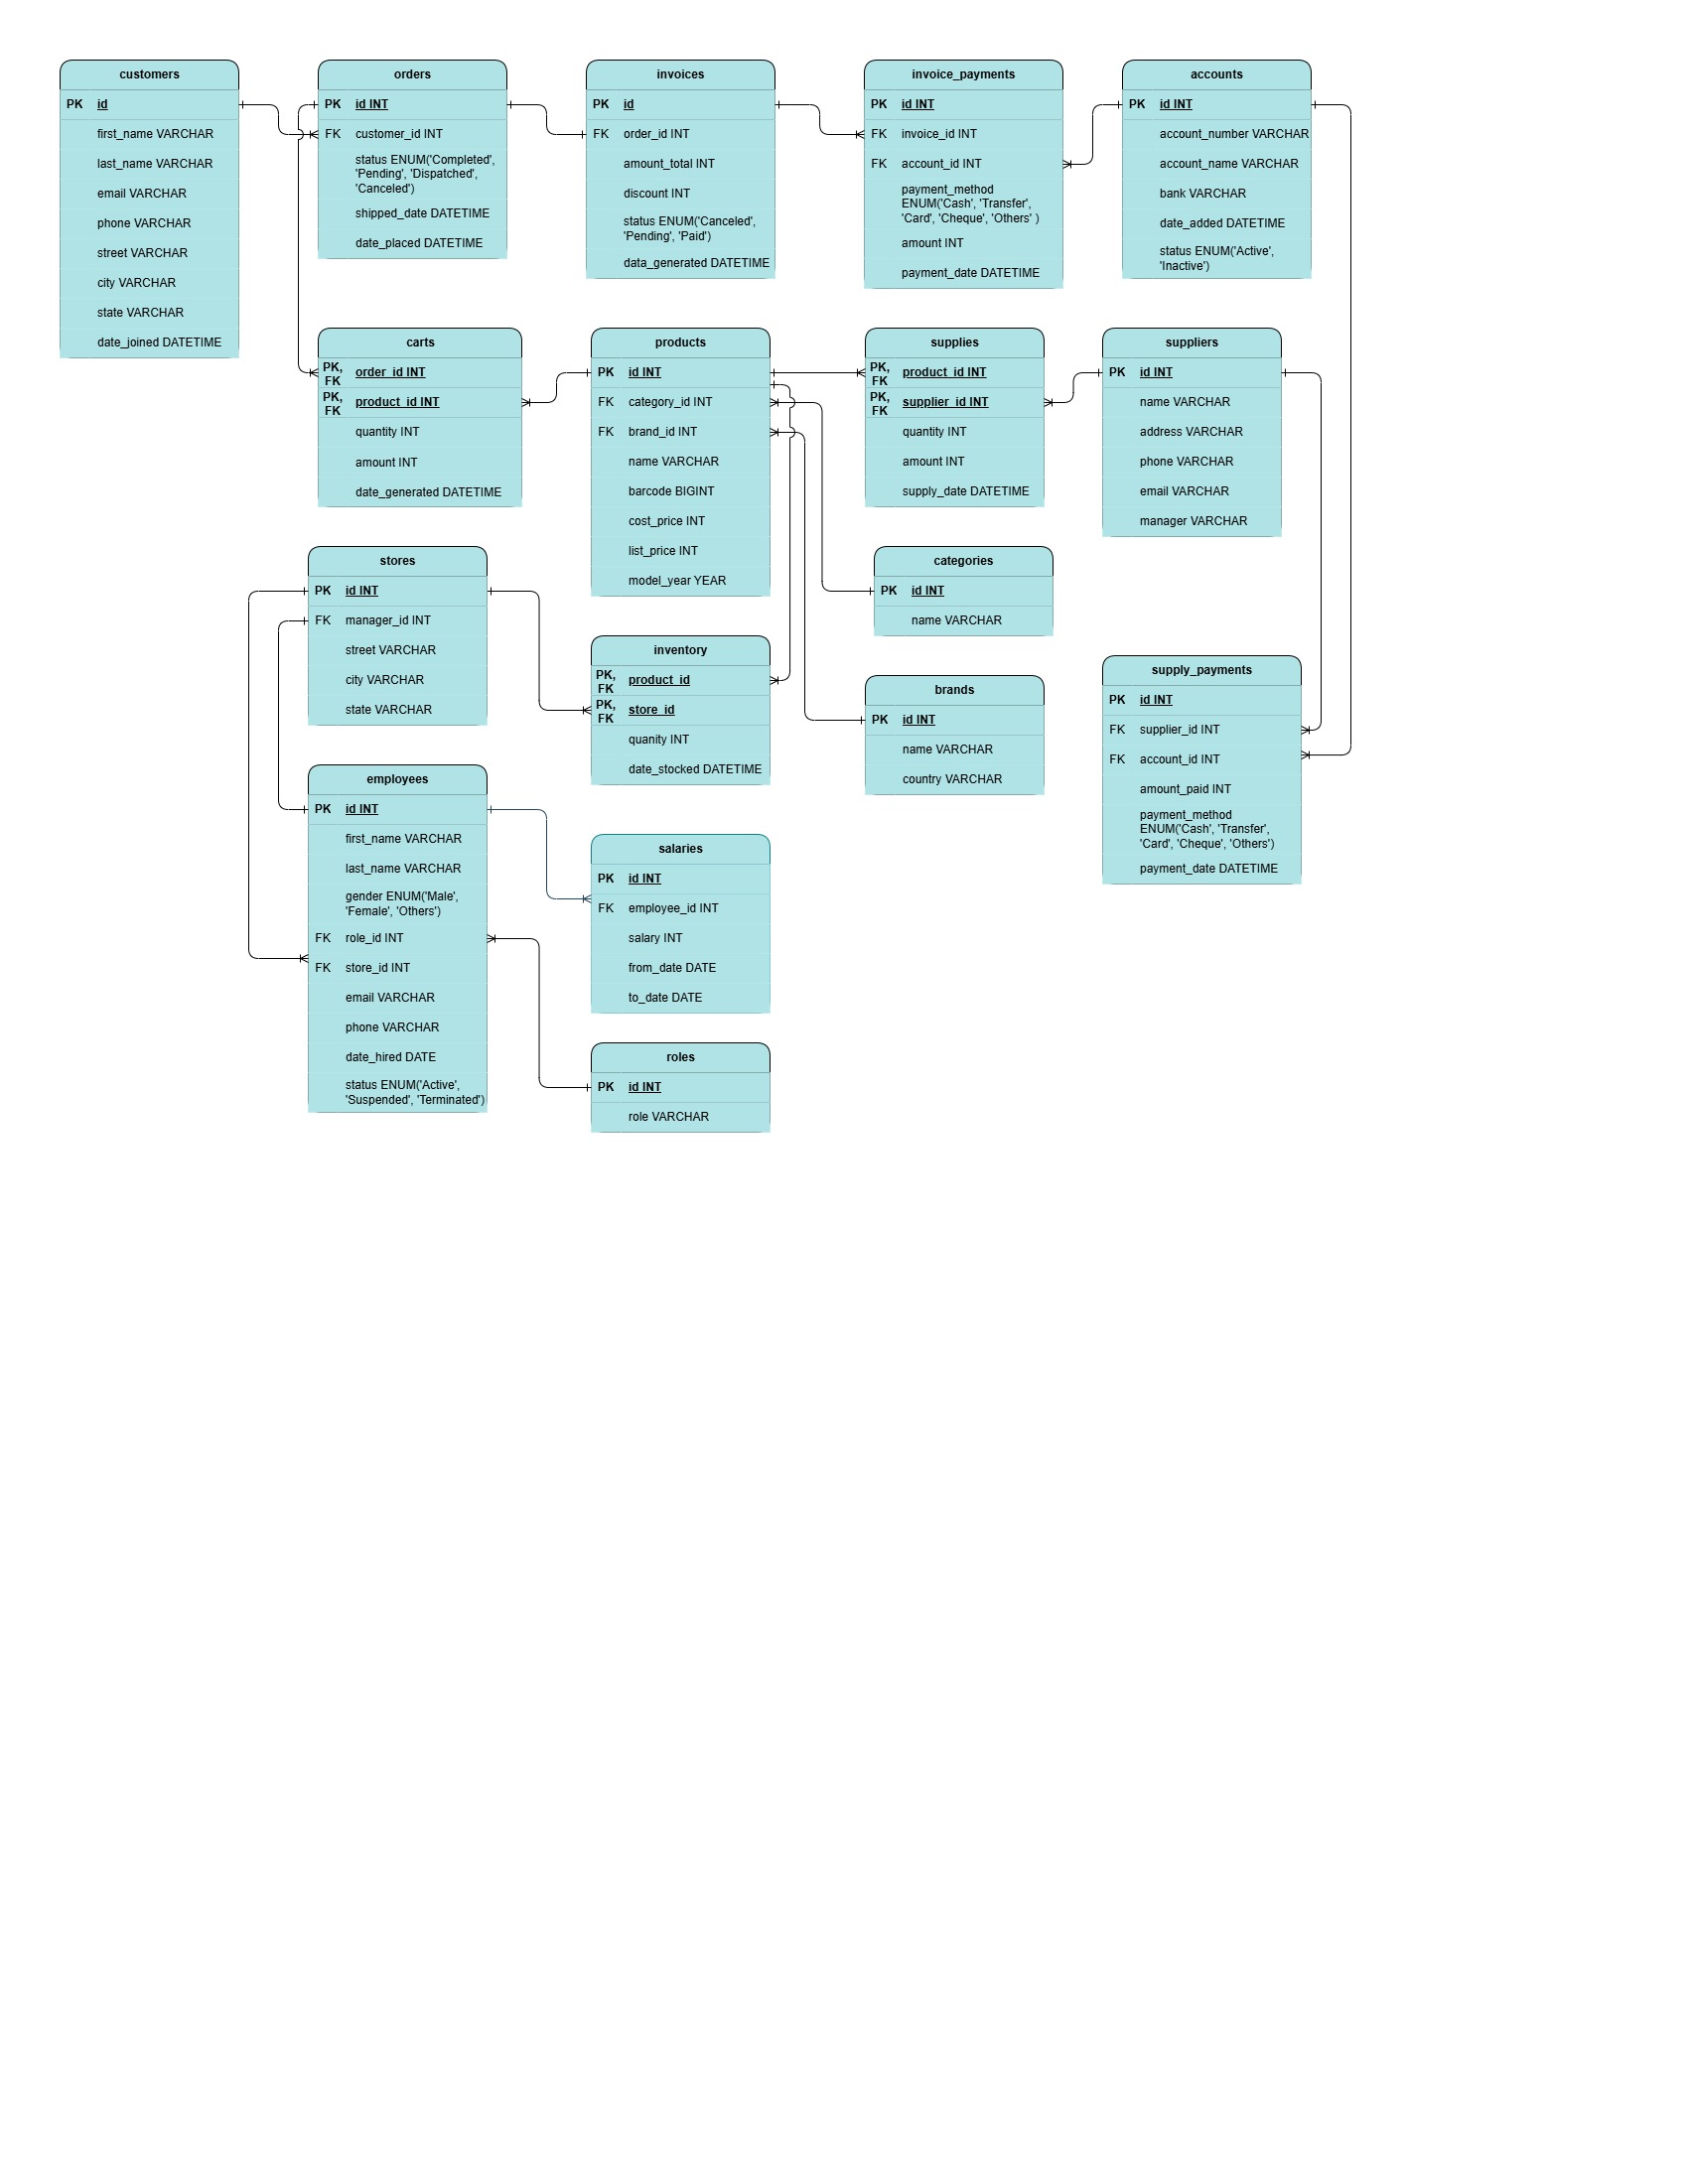 customers
PK id
first_name VARCHAR
last_name VARCHAR
email VARCHAR
phone VARCHAR
street VARCHAR
city VARCHAR
state VARCHAR
date_joined DATETIME
orders
PK id INT
FK customer_id INT
status ENUM('Completed',
'Pending', 'Dispatched',
'Canceled')
shipped_date DATETIME
date_placed DATETIME
invoices
PK id
FK order_id INT
amount_total INT
discount INT
status ENUM('Canceled',
'Pending', 'Paid')
data_generated DATETIME
invoice_payments
PK id INT
FK invoice_id INT
FK account_id INT
payment_method
ENUM('Cash', 'Transfer',
'Card', 'Cheque', 'Others' )
amount INT
payment_date DATETIME
accounts
PK id INT
account_number VARCHAR
account_name VARCHAR
bank VARCHAR
date_added DATETIME
status ENUM('Active',
'Inactive')
carts
PK,
FK order_id INT
PK,
FK product_id INT
quantity INT
amount INT
date_generated DATETIME
products
PK id INT
FK category_id INT
FK brand_id INT
name VARCHAR
barcode BIGINT
cost_price INT
list_price INT
model_year YEAR
supplies
PK,
FK product_id INT
PK,
FK supplier_id INT
quantity INT
amount INT
supply_date DATETIME
suppliers
PK id INT
name VARCHAR
address VARCHAR
phone VARCHAR
email VARCHAR
manager VARCHAR
stores
PK id INT
FK manager_id INT
street VARCHAR
city VARCHAR
state VARCHAR
categories
PK id INT
name VARCHAR
inventory
PK,
FK product_id
PK,
FK store_id
quanity INT
date_stocked DATETIME
brands
PK id INT
name VARCHAR
country VARCHAR
supply_payments
PK id INT
FK supplier_id INT
FK account_id INT
amount_paid INT
payment_method
ENUM('Cash', 'Transfer',
'Card', 'Cheque', 'Others')
payment_date DATETIME
employees
PK id INT
first_name VARCHAR
last_name VARCHAR
gender ENUM('Male',
'Female', 'Others')
FK role_id INT
FK store_id INT
email VARCHAR
phone VARCHAR
date_hired DATE
status ENUM('Active',
'Suspended', 'Terminated')
salaries
PK id INT
FK employee_id INT
salary INT
from_date DATE
to_date DATE
roles
PK id INT
role VARCHAR